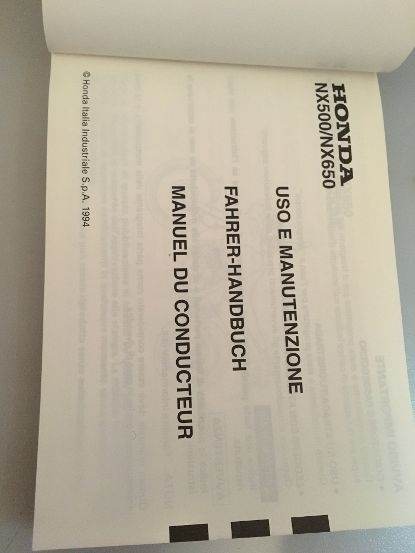 HONDA
NX500/NX650
USO E MANUTENZIONE
FAHRER-HANDBUCH
MANUEL DU CONDUCTEUR
© Honda Italia Industriale S.p.A. 1994